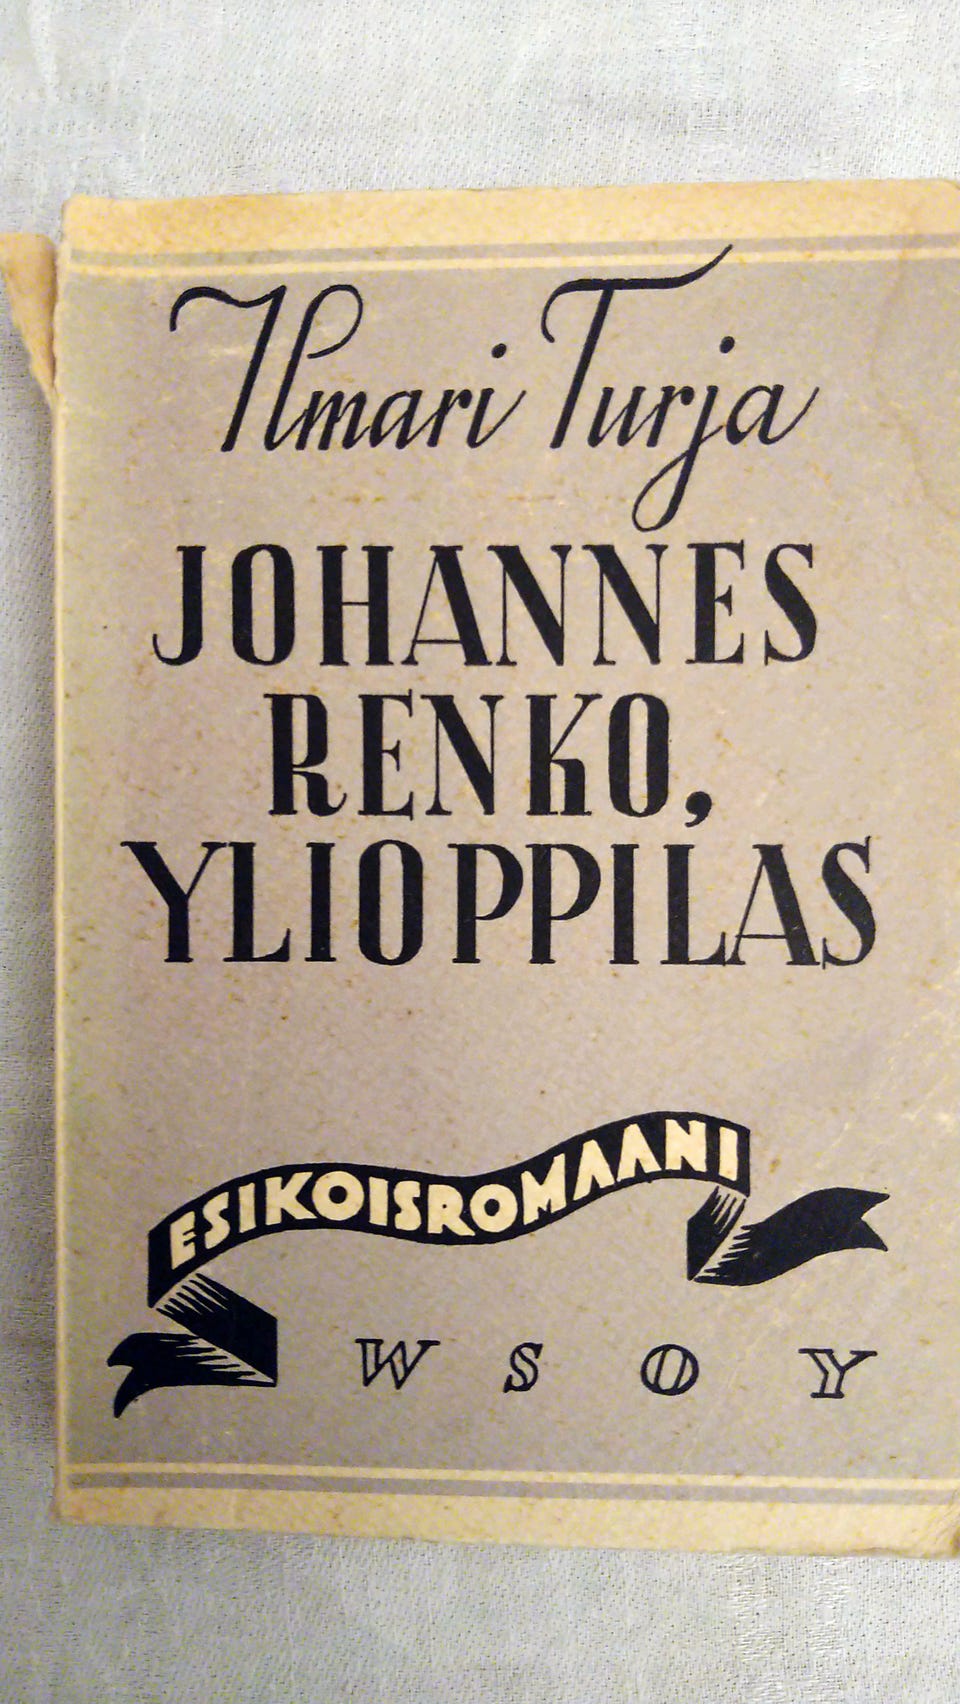 Ilmari Turja
JOHANNES
RENKO,
YLIOPPILAS
ESIKOISROMAANI
WSOY